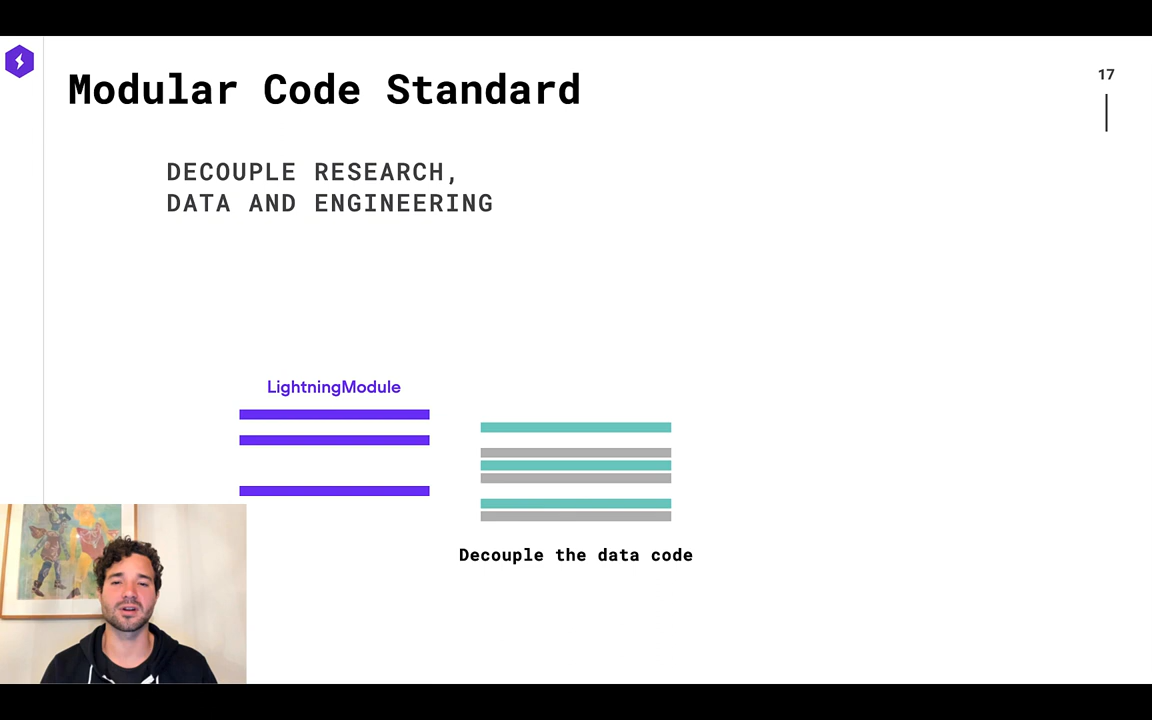 Modular Code Standard
17
DECOUPLE RESEARCH,
DATA AND ENGINEERING
LightningModule
Decouple the data code